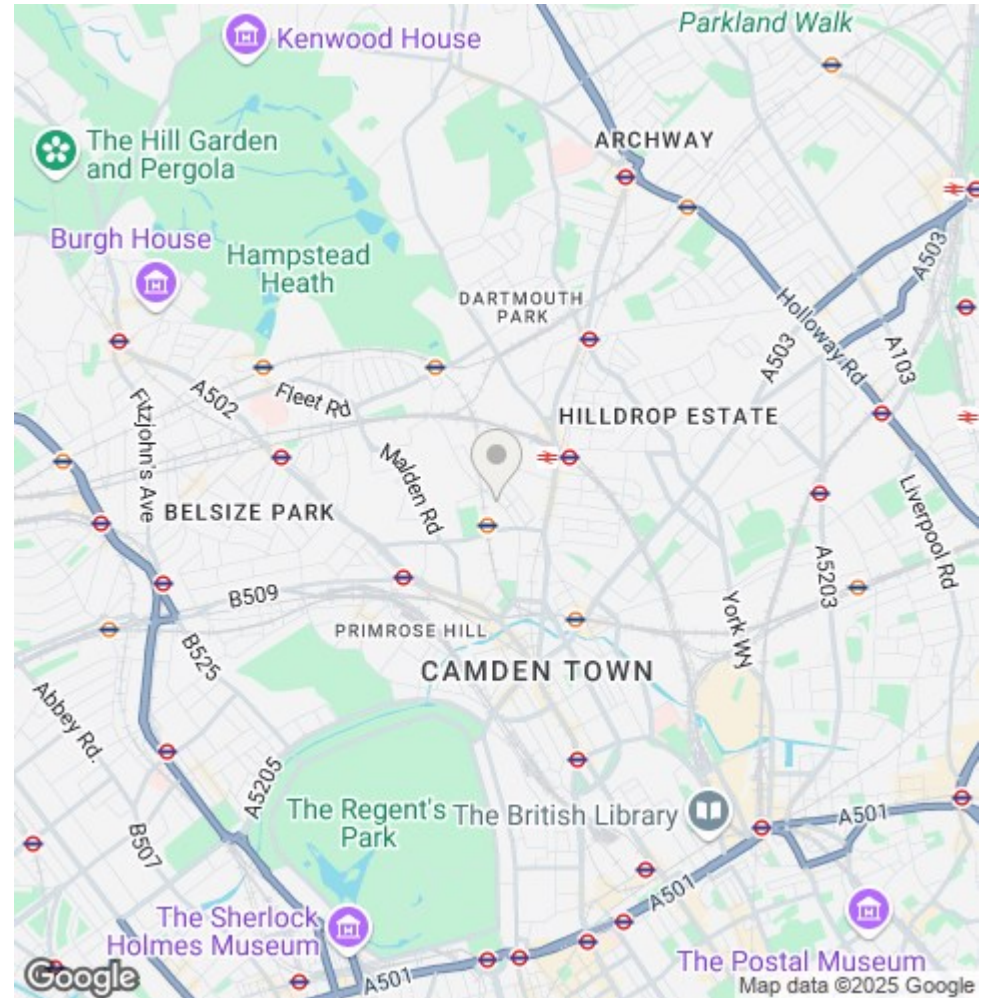 Parkland Walk
Kenwood House
The Hill Garden
and Pergola
ARCHWAY
Burgh House
Hampstead
Heath
DARTMOUTH
PARK
A503
Holloway Rd
A503
A103
A502
Fleet Rd
Fitzjohn's Ave
HILLDROP ESTATE
Malden Rd
BELSIZE PARK
Liverpool Rd
A5203
B509
York Wy
PRIMROSE HILL
B525
CAMDEN TOWN
Abbey Rd.
A5205
The Regent's
Park
The British Library
A501
B507
A501
The Sherlock
Holmes Museum
The Postal Museum
A501
Google
Map data ©2025 Google